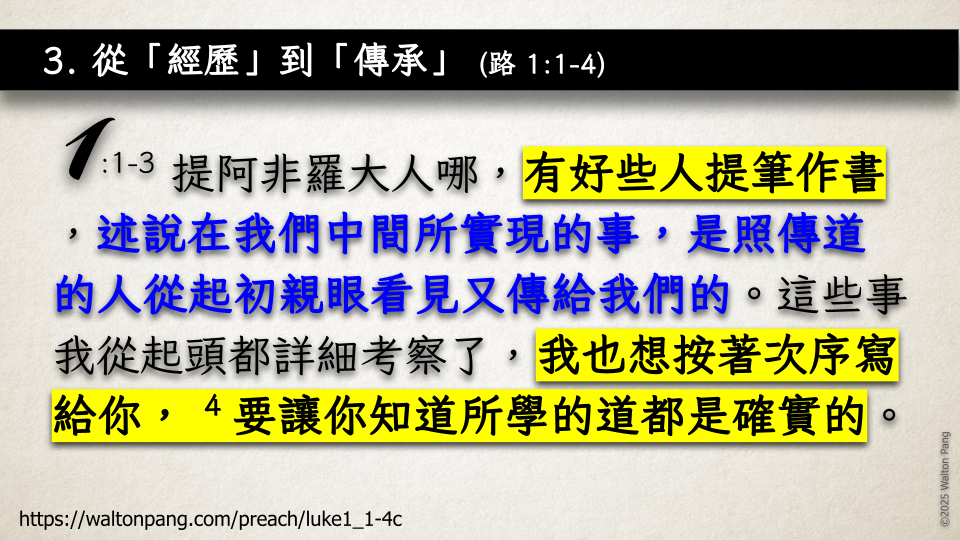 3. 從「經歷」到「傳承」 (路 1:1-4)
1:1-3 提阿非羅大人哪，有好些人提筆作書
，述說在我們中間所實現的事，是照傳道
的人從起初親眼看見又傳給我們的。這些事
我從起頭都詳細考察了，我也想按著次序寫
給你， 4 要讓你知道所學的道都是確實的。
https://waltonpang.com/preach/luke1_1-4c
©2025 Walton Pang